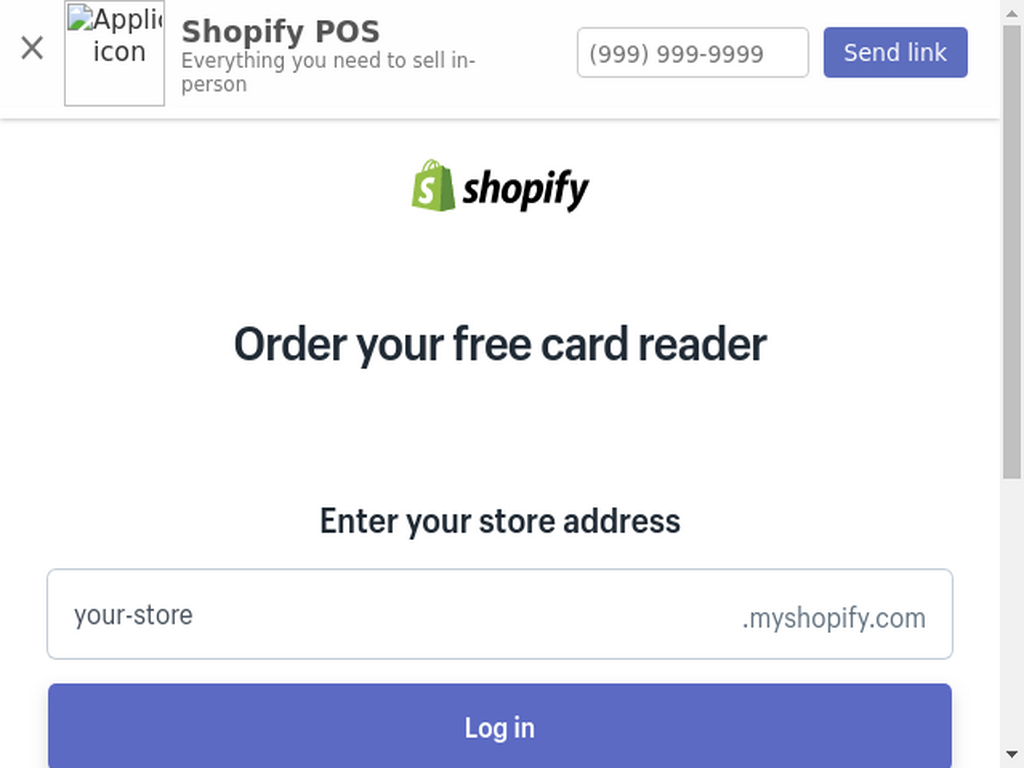 Shopify POS
Everything you need to sell in-
person
(999) 999-9999
Send link
icon
shopify
Order your free card reader
Enter your store address
your-store
.myshopify.com
Log in